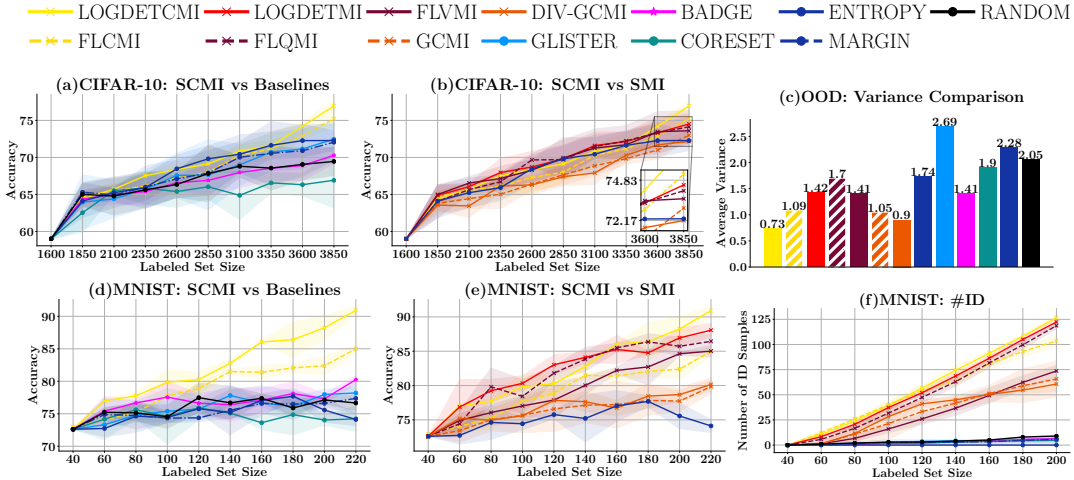 LOGDETCMI LOGDETMI FLVMI DIV-GCMI BADGE ENTROPY RANDOM
FLCMI FLQMI GCMI GLISTER CORESET MARGIN
(a)CIFAR-10: SCMI vs Baselines
Accuracy
75
70
65
60
1600 1850 2100 2350 2600 2850 3100 3350 3600 3850
Labeled Set Size
(b)CIFAR-10: SCMI vs SMI
Accuracy
75
70
65
60
74.83
72.17
3600 3850
1600 1850 2100 2350 2600 2850 3100 3350 3600 3850
Labeled Set Size
(c)OOD: Variance Comparison
Average Variance
2.5
2.0
1.5
1.0
0.5
0.0
0.73 1.09 1.42 1.7 1.41 1.05 0.9 1.74 2.69 1.41 1.9 2.28 2.05
(d)MNIST: SCMI vs Baselines
Accuracy
90
85
80
75
70
40 60 80 100 120 140 160 180 200 220
Labeled Set Size
(e)MNIST: SCMI vs SMI
Accuracy
90
85
80
75
40 60 80 100 120 140 160 180 200 220
Labeled Set Size
(f)MNIST: #ID
Number of ID Samples
125
100
75
50
25
0
40 60 80 100 120 140 160 180 200 220
Labeled Set Size